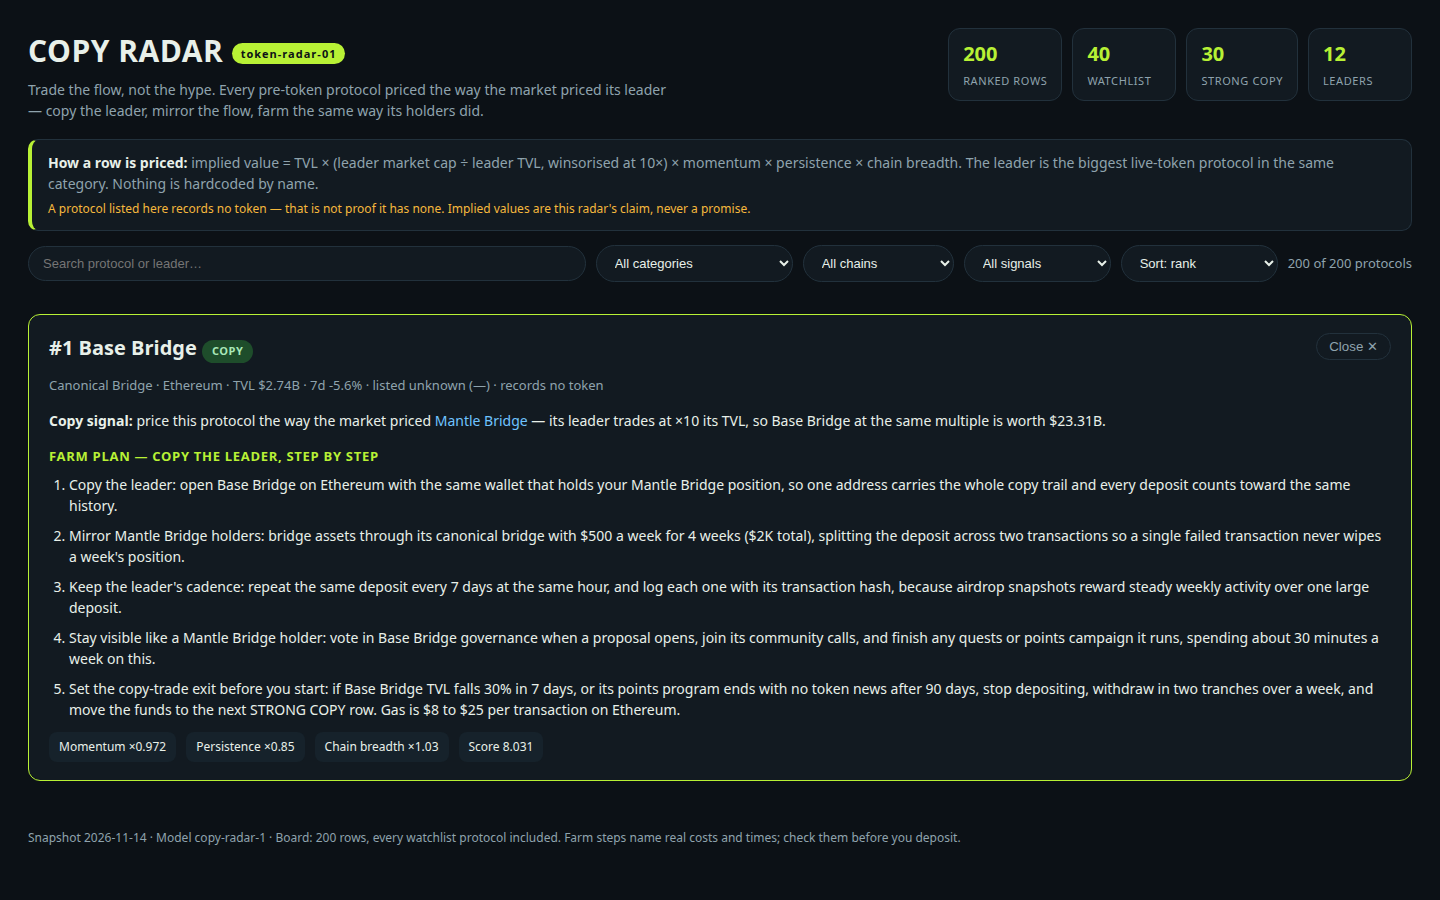 COPY RADAR token-radar-01
Trade the flow, not the hype. Every pre-token protocol priced the way the market priced its leader
— copy the leader, mirror the flow, farm the same way its holders did.
200
RANKED ROWS
40
WATCHLIST
30
STRONG COPY
12
LEADERS
How a row is priced: implied value = TVL × (leader market cap ÷ leader TVL, winsorised at 10×) × momentum × persistence × chain breadth. The leader is the biggest live-token protocol in the same
category. Nothing is hardcoded by name.
A protocol listed here records no token — that is not proof it has none. Implied values are this radar's claim, never a promise.
Search protocol or leader…
All categories
All chains
All signals
Sort: rank
200 of 200 protocols
#1 Base Bridge COPY
Close ✕
Canonical Bridge · Ethereum · TVL $2.74B · 7d -5.6% · listed unknown (—) · records no token
Copy signal: price this protocol the way the market priced Mantle Bridge — its leader trades at ×10 its TVL, so Base Bridge at the same multiple is worth $23.31B.
FARM PLAN — COPY THE LEADER, STEP BY STEP
1. Copy the leader: open Base Bridge on Ethereum with the same wallet that holds your Mantle Bridge position, so one address carries the whole copy trail and every deposit counts toward the same
history.
2. Mirror Mantle Bridge holders: bridge assets through its canonical bridge with $500 a week for 4 weeks ($2K total), splitting the deposit across two transactions so a single failed transaction never wipes
a week's position.
3. Keep the leader's cadence: repeat the same deposit every 7 days at the same hour, and log each one with its transaction hash, because airdrop snapshots reward steady weekly activity over one large
deposit.
4. Stay visible like a Mantle Bridge holder: vote in Base Bridge governance when a proposal opens, join its community calls, and finish any quests or points campaign it runs, spending about 30 minutes a
week on this.
5. Set the copy-trade exit before you start: if Base Bridge TVL falls 30% in 7 days, or its points program ends with no token news after 90 days, stop depositing, withdraw in two tranches over a week, and
move the funds to the next STRONG COPY row. Gas is $8 to $25 per transaction on Ethereum.
Momentum ×0.972
Persistence ×0.85
Chain breadth ×1.03
Score 8.031
Snapshot 2026-11-14 · Model copy-radar-1 · Board: 200 rows, every watchlist protocol included. Farm steps name real costs and times; check them before you deposit.